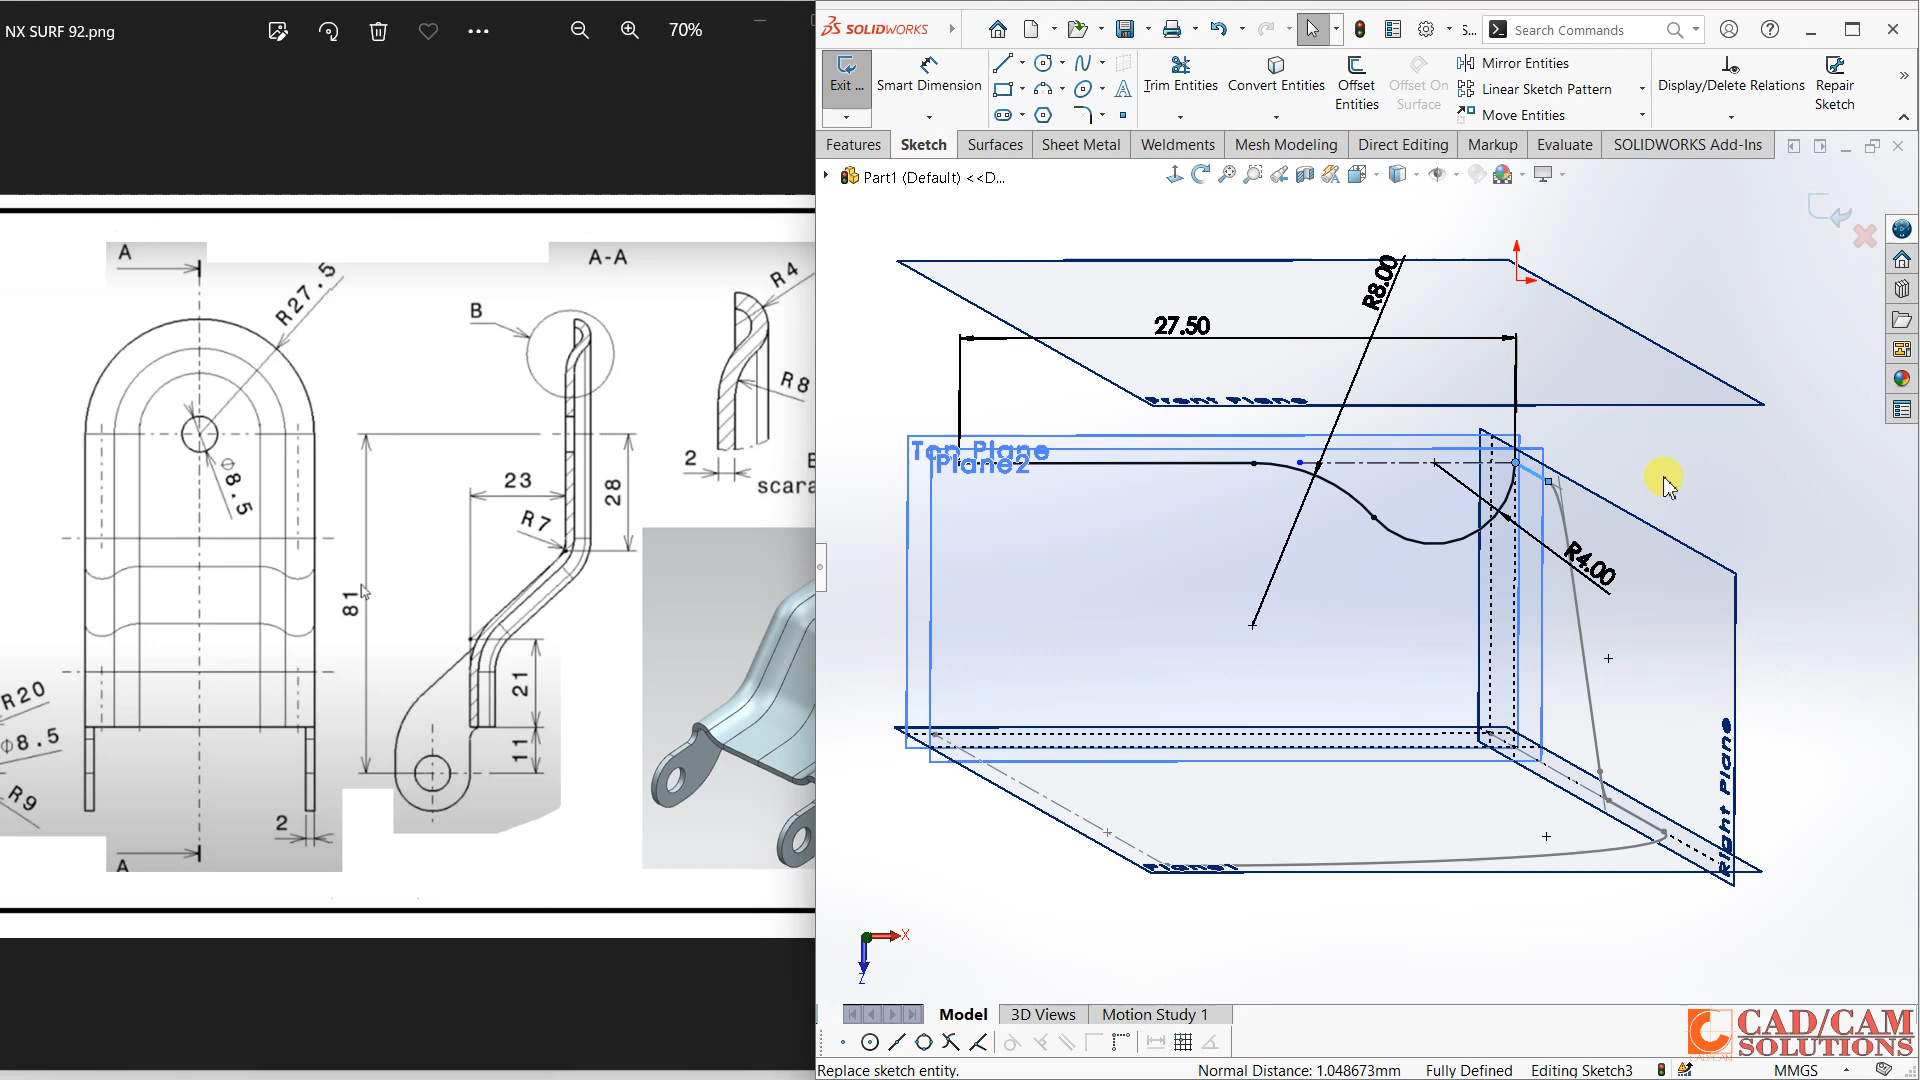 NX SURF 92.png
70%
SOLIDWORKS
S...
Search Commands
Exit ...
Smart Dimension
Trim Entities
Convert Entities
Offset Entities
Offset On Surface
Mirror Entities
Linear Sketch Pattern
Move Entities
Display/Delete Relations
Repair Sketch
Features
Sketch
Surfaces
Sheet Metal
Weldments
Mesh Modeling
Direct Editing
Markup
Evaluate
SOLIDWORKS Add-Ins
Part1 (Default) <<D...
A
A-A
R27.5
B
R4
R8
2
scara
23
28
R7
Φ8.5
81
21
11
R20
Φ8.5
R9
2
A
R8.00
27.50
Front Plane
Top Plane
Plane2
R4.00
Right Plane
Plane1
X
Z
Model
3D Views
Motion Study 1
CAD/CAM
SOLUTIONS
Replace sketch entity.
Normal Distance: 1.048673mm
Fully Defined
Editing Sketch3
MMGS